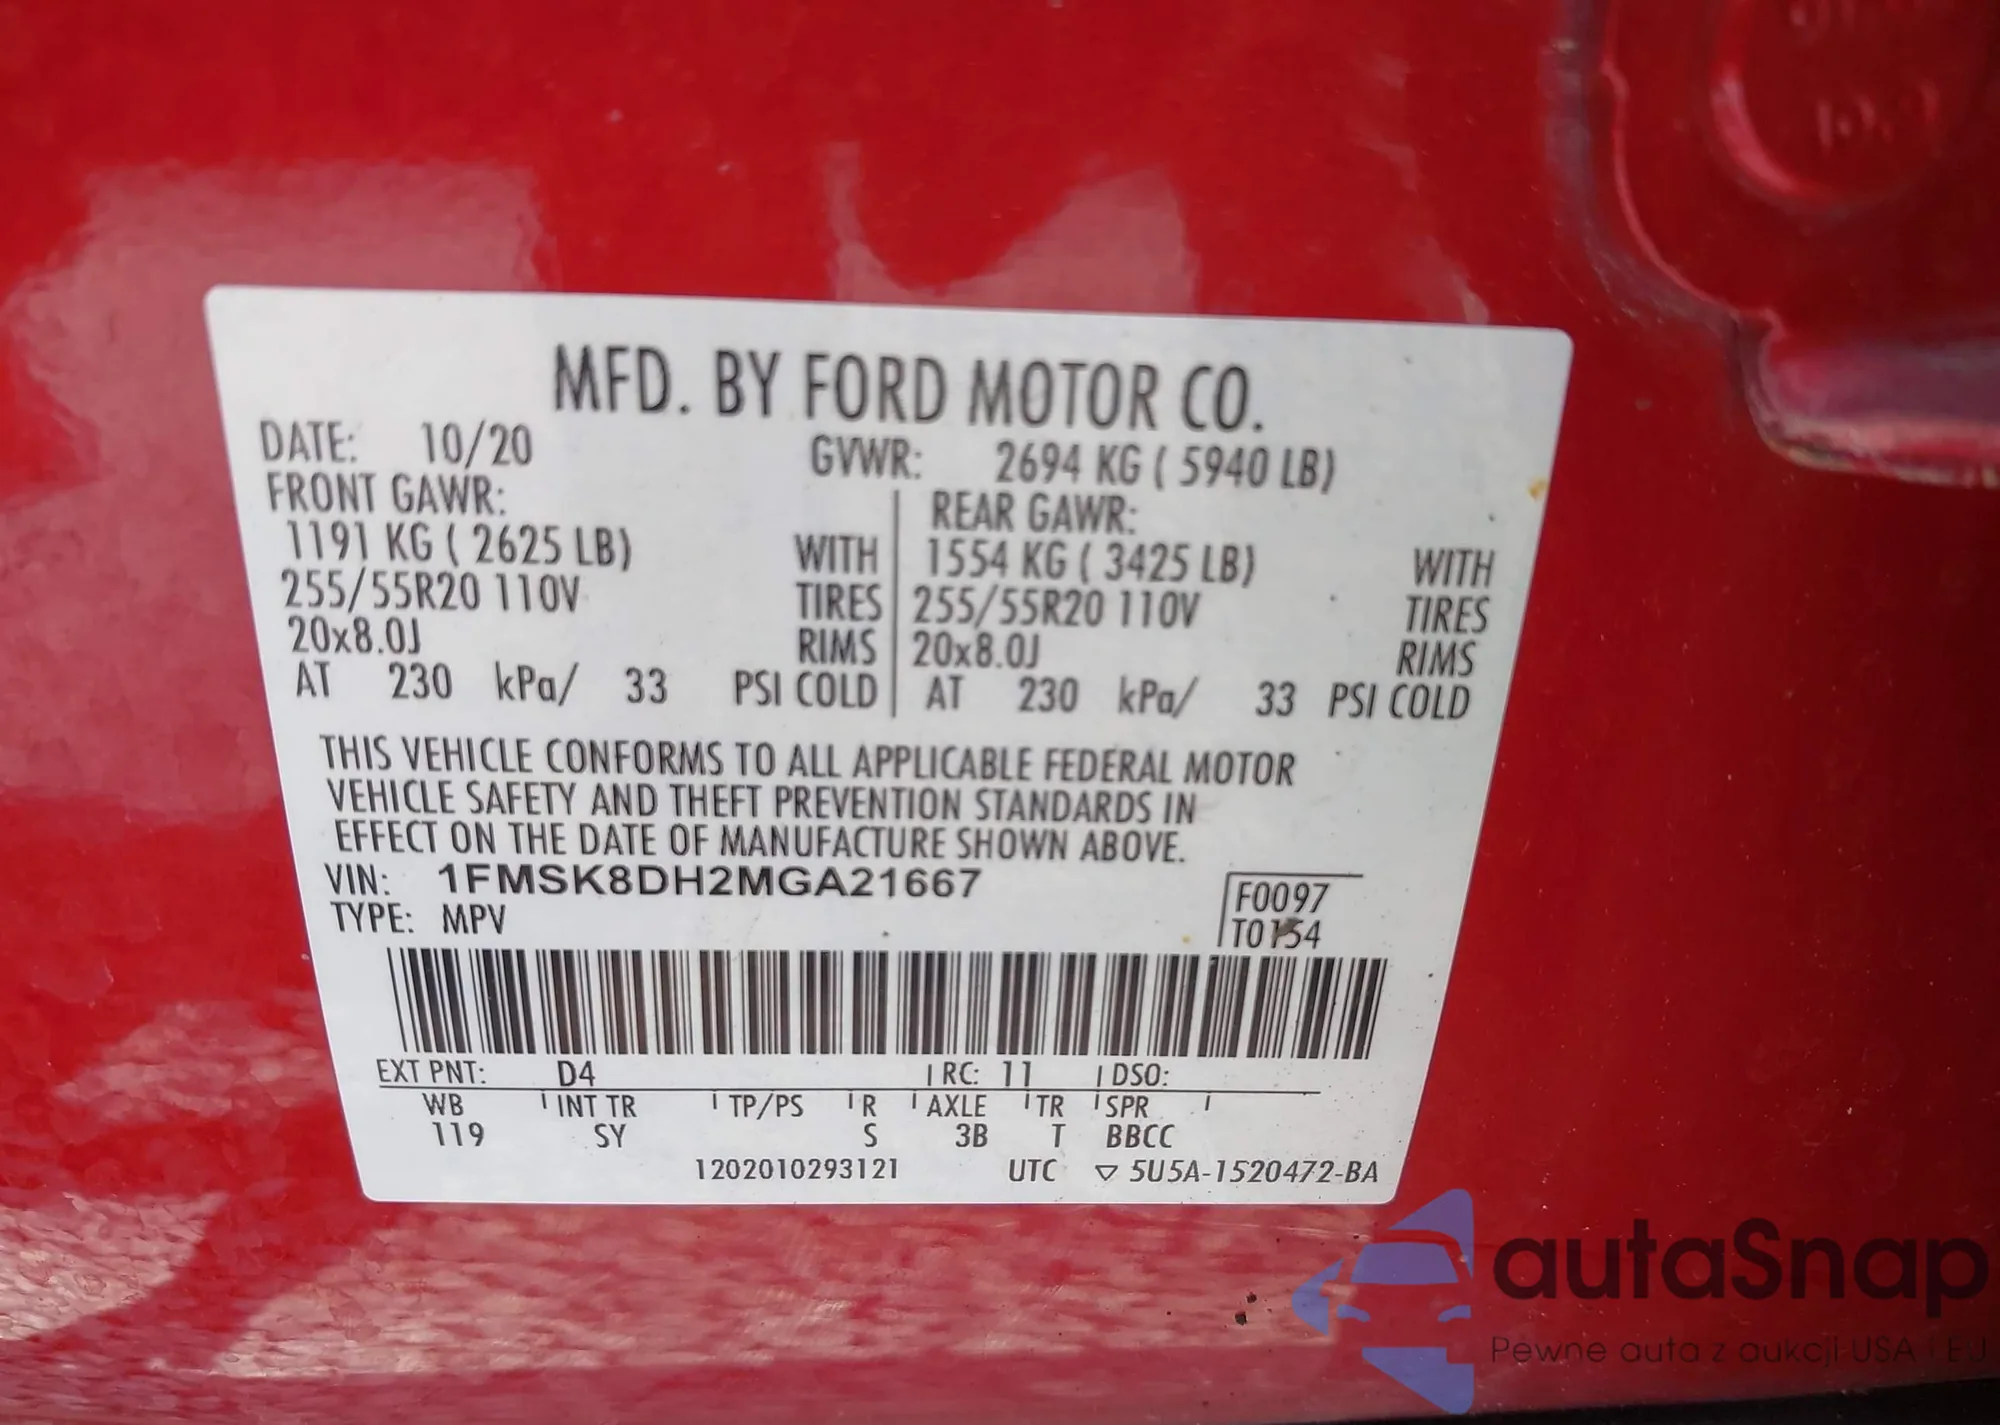 MFD. BY FORD MOTOR CO.
DATE: 10/20 GVWR: 2694 KG ( 5940 LB)
FRONT GAWR: REAR GAWR:
1191 KG ( 2625 LB) WITH 1554 KG ( 3425 LB) WITH
255/55R20 110V TIRES 255/55R20 110V TIRES
20x8.0J RIMS 20x8.0J RIMS
AT 230 kPa/ 33 PSI COLD AT 230 kPa/ 33 PSI COLD
THIS VEHICLE CONFORMS TO ALL APPLICABLE FEDERAL MOTOR
VEHICLE SAFETY AND THEFT PREVENTION STANDARDS IN
EFFECT ON THE DATE OF MANUFACTURE SHOWN ABOVE.
VIN: 1FMSK8DH2MGA21667
F0097
TYPE: MPV
T0154
EXT PNT: D4 RC: 11 DSO:
WB INT TR TP/PS R AXLE TR SPR
119 SY S 3B T BBCC
1202010293121 UTC ▽ 5U5A-1520472-BA
autaSnap
Pewne auta z aukcji USA i EU